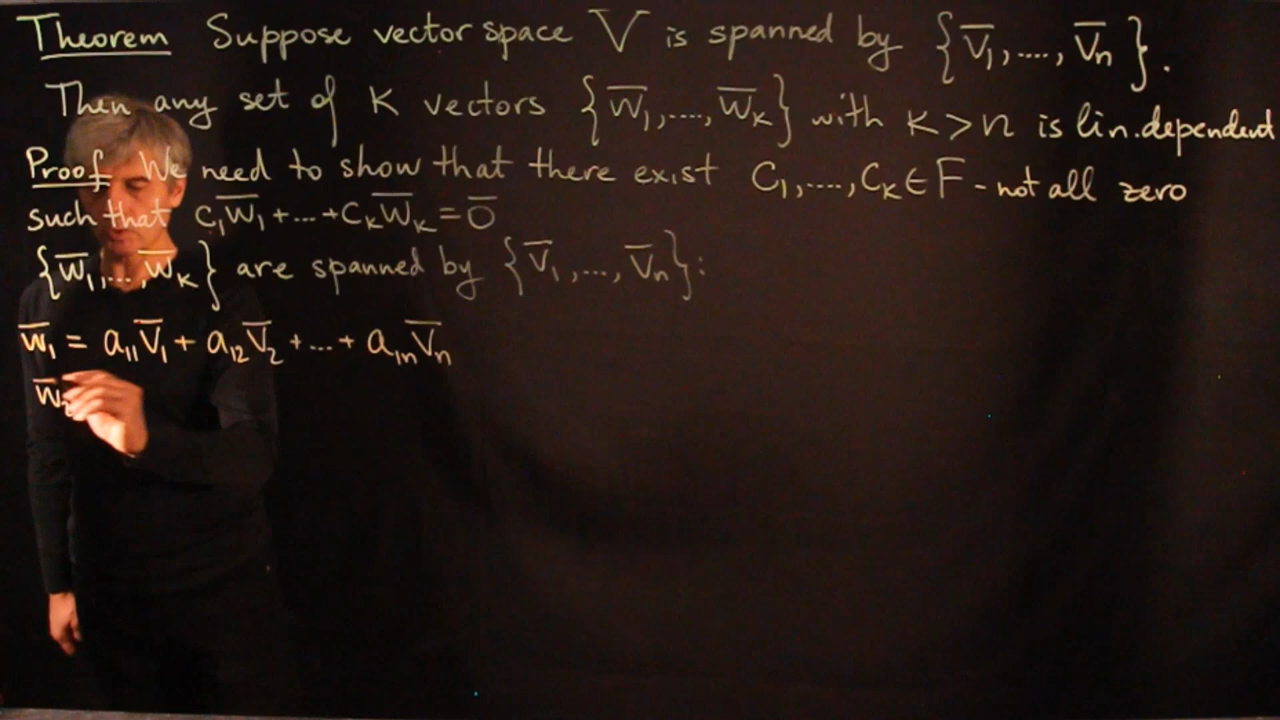 Theorem Suppose vector space V is spanned by {v̅₁,....,v̅ₙ}.
Then any set of K vectors {w̅₁,....,w̅ₖ} with K>n is lin.dependent
Proof We need to show that there exist C₁,....,Cₖ∈F - not all zero
such that c₁w̅₁+...+cₖw̅ₖ=0̅
{w̅₁,...w̅ₖ} are spanned by {v̅₁,...,v̅ₙ}:
w̅₁ = a₁₁v̅₁+ a₁₂v̅₂+...+ a₁ₙv̅ₙ
w̅₂